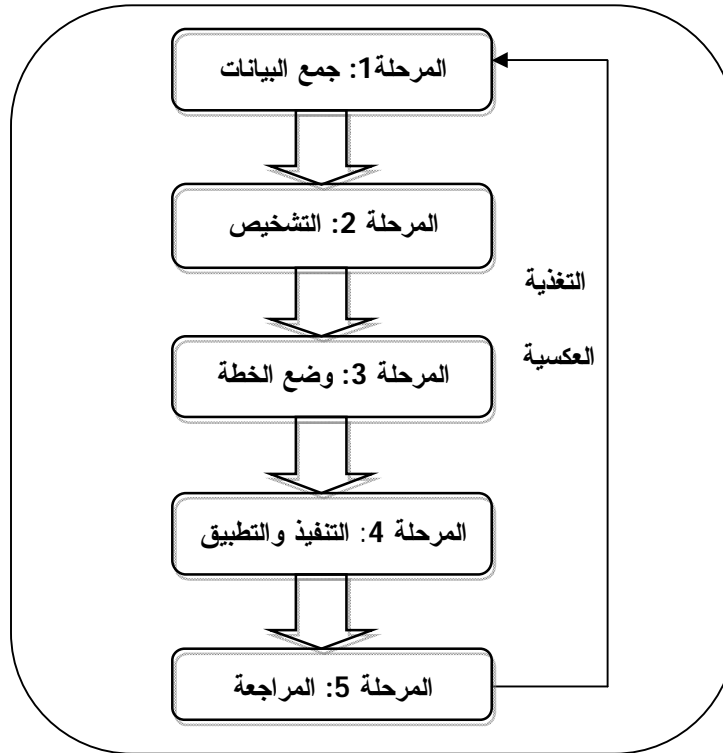 المرحلة1: جمع البيانات
المرحلة 2: التشخيص
التغذية
العكسية
المرحلة 3: وضع الخطة
المرحلة 4: التنفيذ والتطبيق
المرحلة 5: المراجعة